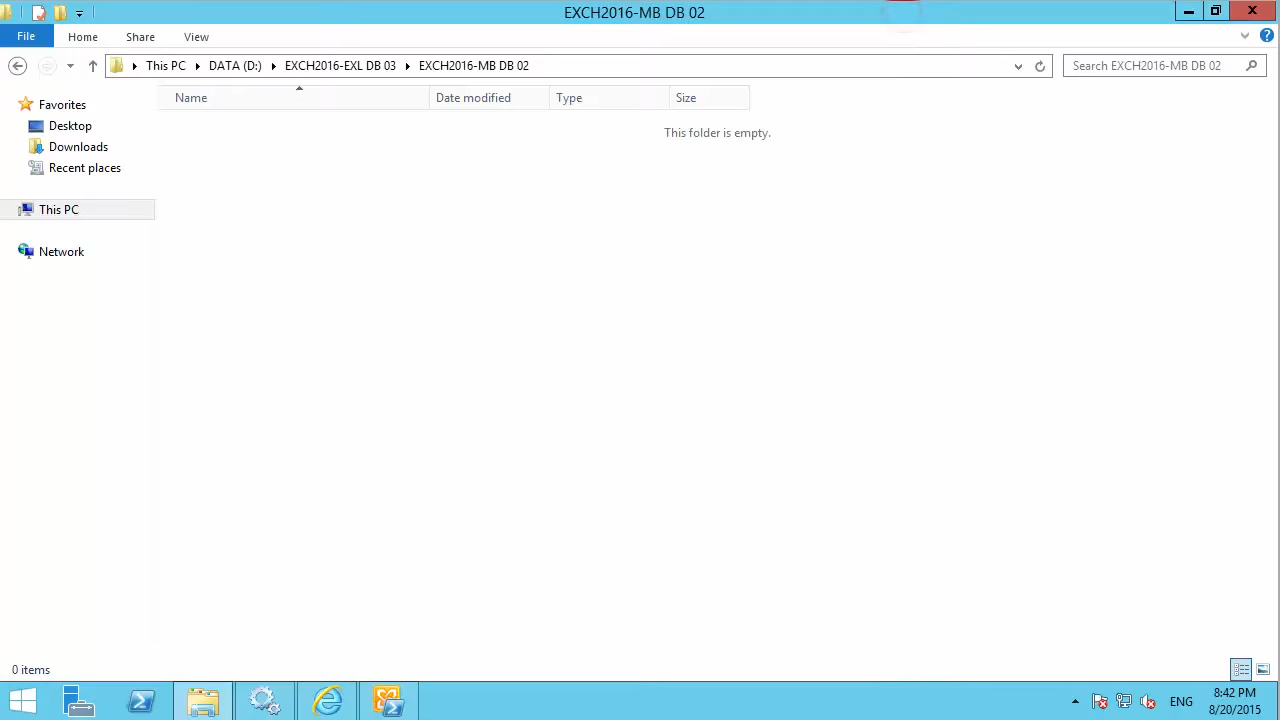 EXCH2016-MB DB 02
File Home Share View
This PC DATA (D:) EXCH2016-EXL DB 03 EXCH2016-MB DB 02
Search EXCH2016-MB DB 02
Name Date modified Type Size
This folder is empty.
Favorites
Desktop
Downloads
Recent places
This PC
Network
0 items
ENG
8:42 PM
8/20/2015